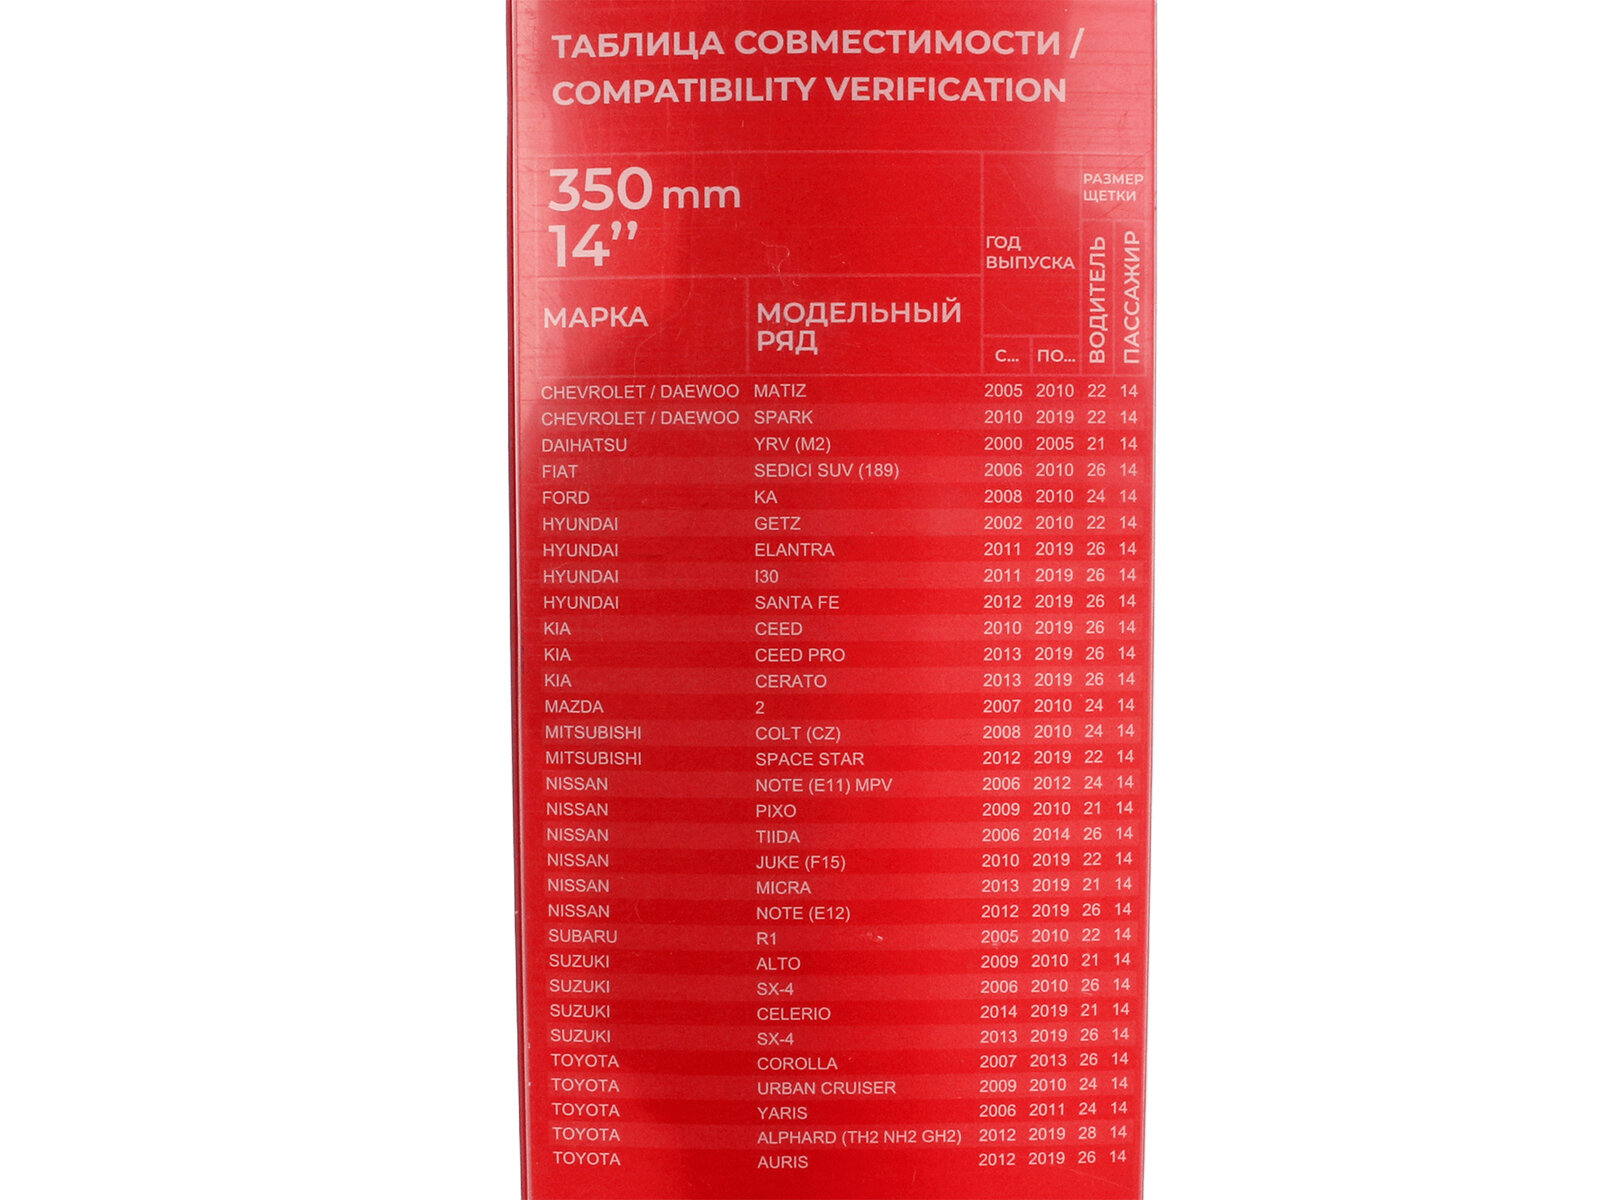 ТАБЛИЦА СОВМЕСТИМОСТИ /
COMPATIBILITY VERIFICATION
350 mm
14’’
РАЗМЕР
ЩЕТКИ
ГОД
ВЫПУСКА
ВОДИТЕЛЬ
ПАССАЖИР
МАРКА
МОДЕЛЬНЫЙ
РЯД
С... ПО...
CHEVROLET / DAEWOO MATIZ 2005 2010 22 14
CHEVROLET / DAEWOO SPARK 2010 2019 22 14
DAIHATSU YRV (M2) 2000 2005 21 14
FIAT SEDICI SUV (189) 2006 2010 26 14
FORD KA 2008 2010 24 14
HYUNDAI GETZ 2002 2010 22 14
HYUNDAI ELANTRA 2011 2019 26 14
HYUNDAI I30 2011 2019 26 14
HYUNDAI SANTA FE 2012 2019 26 14
KIA CEED 2010 2019 26 14
KIA CEED PRO 2013 2019 26 14
KIA CERATO 2013 2019 26 14
MAZDA 2 2007 2010 24 14
MITSUBISHI COLT (CZ) 2008 2010 24 14
MITSUBISHI SPACE STAR 2012 2019 22 14
NISSAN NOTE (E11) MPV 2006 2012 24 14
NISSAN PIXO 2009 2010 21 14
NISSAN TIIDA 2006 2014 26 14
NISSAN JUKE (F15) 2010 2019 22 14
NISSAN MICRA 2013 2019 21 14
NISSAN NOTE (E12) 2012 2019 26 14
SUBARU R1 2005 2010 22 14
SUZUKI ALTO 2009 2010 21 14
SUZUKI SX-4 2006 2010 26 14
SUZUKI CELERIO 2014 2019 21 14
SUZUKI SX-4 2013 2019 26 14
TOYOTA COROLLA 2007 2013 26 14
TOYOTA URBAN CRUISER 2009 2010 24 14
TOYOTA YARIS 2006 2011 24 14
TOYOTA ALPHARD (TH2 NH2 GH2) 2012 2019 28 14
TOYOTA AURIS 2012 2019 26 14